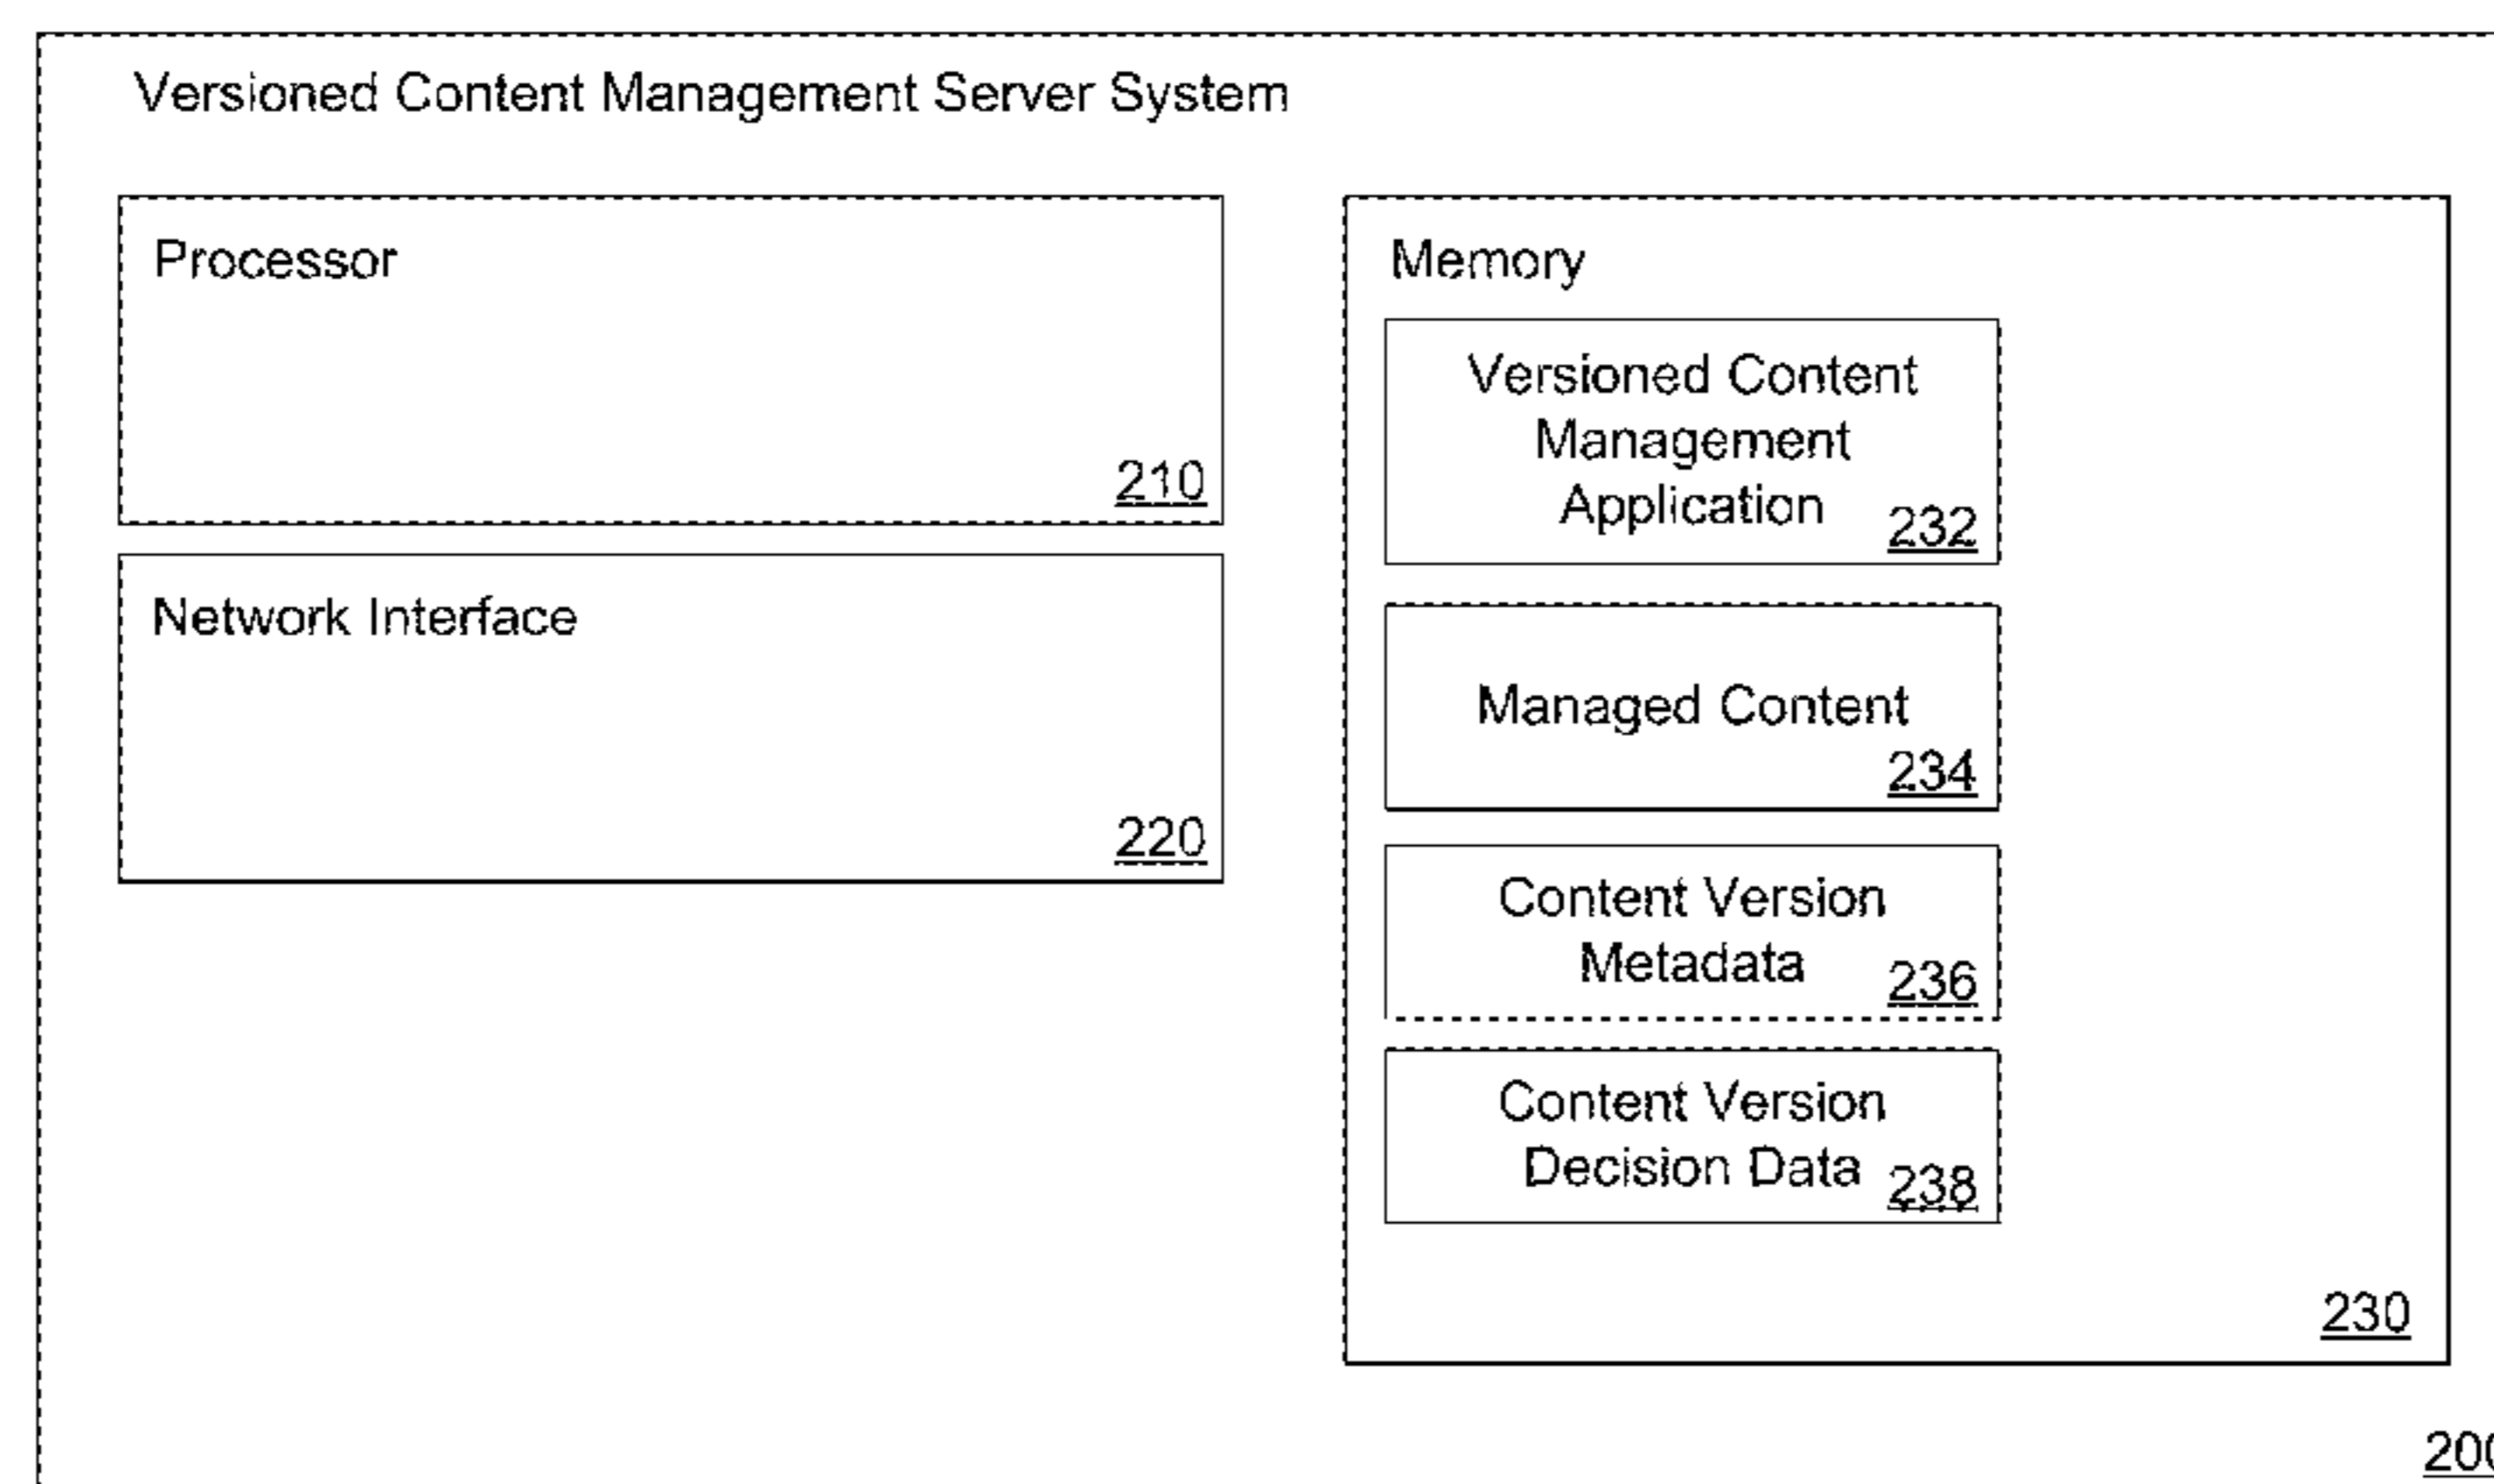 Versioned Content Management Server System
Processor
210
Network Interface
220
Memory
Versioned Content
Management
Application
232
Managed Content
234
Content Version
Metadata
236
Content Version
Decision Data
238
230
200